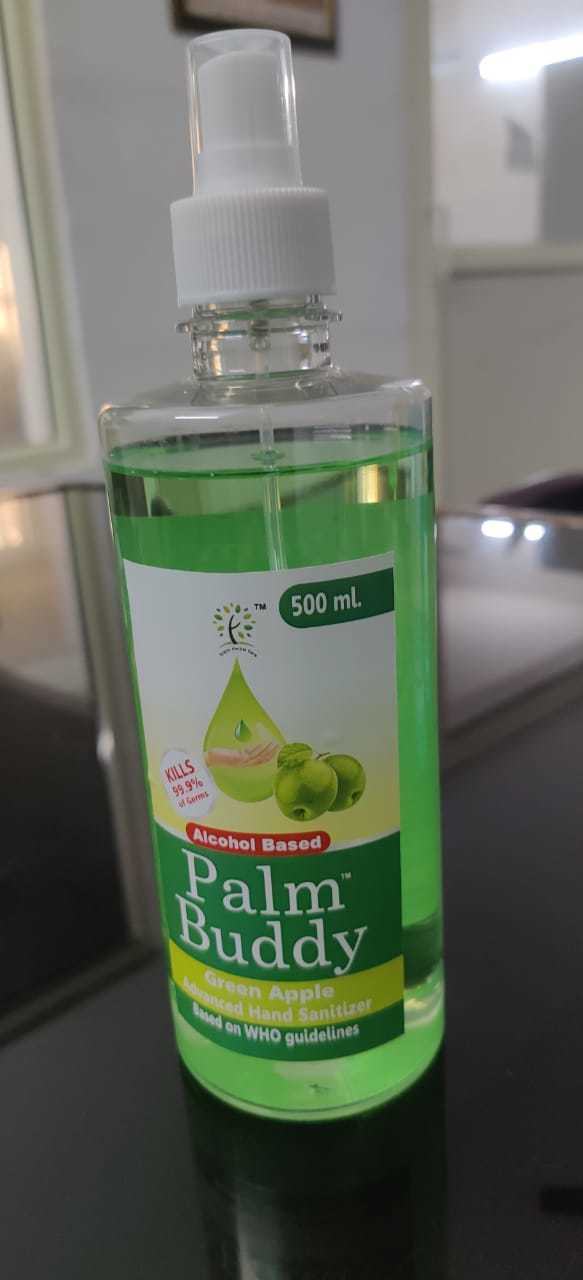 TM
500 ml.
KILLS
99.9%
of Germs
Alcohol Based
Palm™
Buddy
Green Apple
Advanced Hand Sanitizer
Based on WHO guidelines